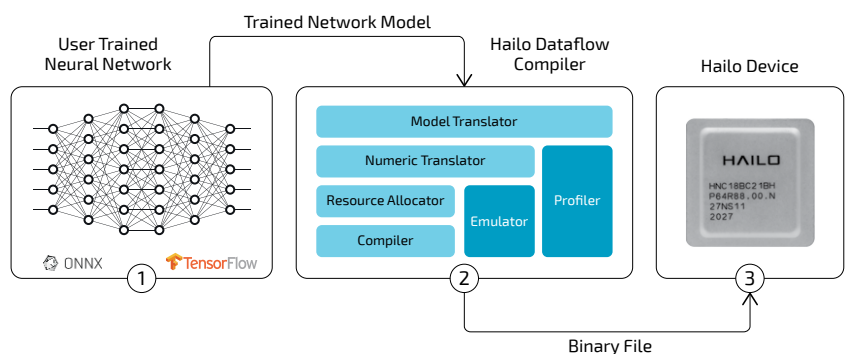 Trained Network Model
User Trained
Neural Network
Hailo Dataflow
Compiler
Hailo Device
Model Translator
Numeric Translator
Resource Allocator
Compiler
Emulator
Profiler
HAILO
HNC18BC21BH
P64R88.00.N
27NS11
2027
ONNX
TensorFlow
1
2
3
Binary File